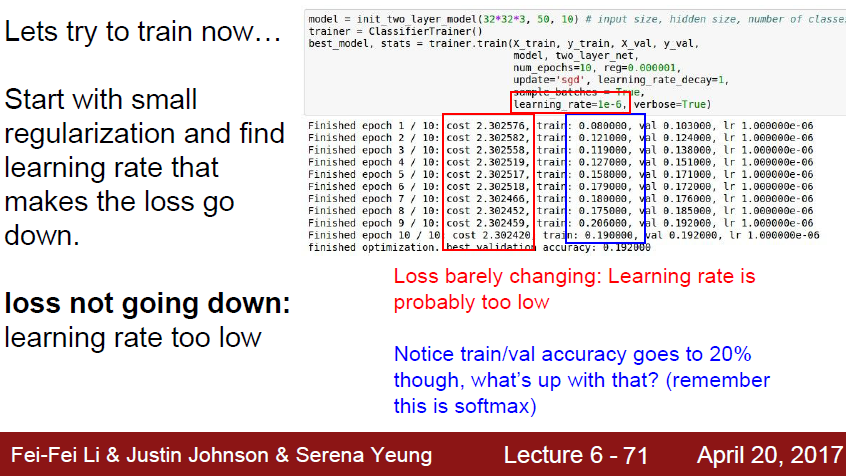 Lets try to train now…
Start with small
regularization and find
learning rate that
makes the loss go
down.
loss not going down:
learning rate too low
model = init_two_layer_model(32*32*3, 50, 10) # input size, hidden size, number of classes
trainer = ClassifierTrainer()
best_model, stats = trainer.train(X_train, y_train, X_val, y_val,
model, two_layer_net,
num_epochs=10, reg=0.000001,
update='sgd', learning_rate_decay=1,
sample_batches = True,
learning_rate=1e-6, verbose=True)
Finished epoch 1 / 10: cost 2.302576, train: 0.080000, val 0.103000, lr 1.000000e-06
Finished epoch 2 / 10: cost 2.302582, train: 0.121000, val 0.124000, lr 1.000000e-06
Finished epoch 3 / 10: cost 2.302558, train: 0.119000, val 0.138000, lr 1.000000e-06
Finished epoch 4 / 10: cost 2.302519, train: 0.127000, val 0.151000, lr 1.000000e-06
Finished epoch 5 / 10: cost 2.302517, train: 0.158000, val 0.171000, lr 1.000000e-06
Finished epoch 6 / 10: cost 2.302518, train: 0.179000, val 0.172000, lr 1.000000e-06
Finished epoch 7 / 10: cost 2.302466, train: 0.180000, val 0.176000, lr 1.000000e-06
Finished epoch 8 / 10: cost 2.302452, train: 0.175000, val 0.185000, lr 1.000000e-06
Finished epoch 9 / 10: cost 2.302459, train: 0.206000, val 0.192000, lr 1.000000e-06
Finished epoch 10 / 10: cost 2.302420, train: 0.190000, val 0.192000, lr 1.000000e-06
finished optimization. best validation accuracy: 0.192000
Loss barely changing: Learning rate is
probably too low
Notice train/val accuracy goes to 20%
though, what's up with that? (remember
this is softmax)
Fei-Fei Li & Justin Johnson & Serena Yeung
Lecture 6 - 71
April 20, 2017